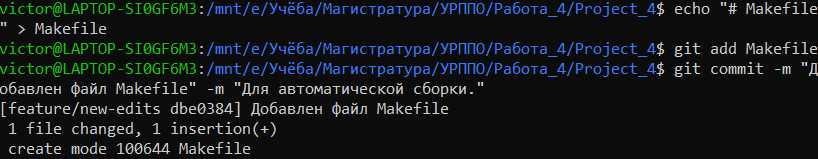 victor@LAPTOP-SI0GF6M3:/mnt/e/Учёба/Магистратура/УРППО/Работа_4/Project_4$ echo "# Makefile
" > Makefile
victor@LAPTOP-SI0GF6M3:/mnt/e/Учёба/Магистратура/УРППО/Работа_4/Project_4$ git add Makefile
victor@LAPTOP-SI0GF6M3:/mnt/e/Учёба/Магистратура/УРППО/Работа_4/Project_4$ git commit -m "Д
обавлен файл Makefile" -m "Для автоматической сборки."
[feature/new-edits dbe0384] Добавлен файл Makefile
 1 file changed, 1 insertion(+)
 create mode 100644 Makefile